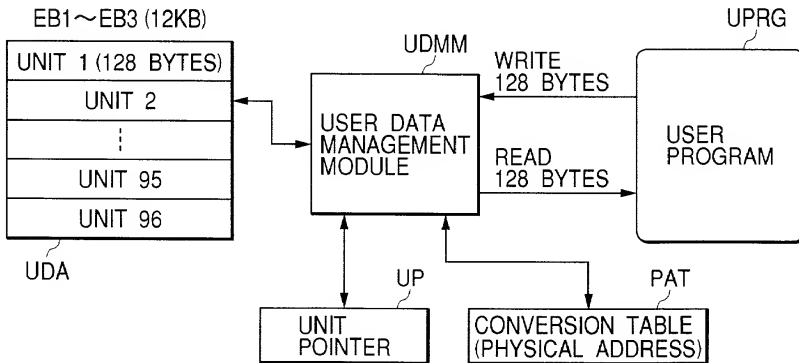 EB1～EB3 (12KB)
UNIT 1 (128 BYTES)
UNIT 2
UNIT 95
UNIT 96
UDA
UDMM
USER DATA
MANAGEMENT
MODULE
WRITE
128 BYTES
READ
128 BYTES
UPRG
USER
PROGRAM
UP
UNIT
POINTER
PAT
CONVERSION TABLE
(PHYSICAL ADDRESS)